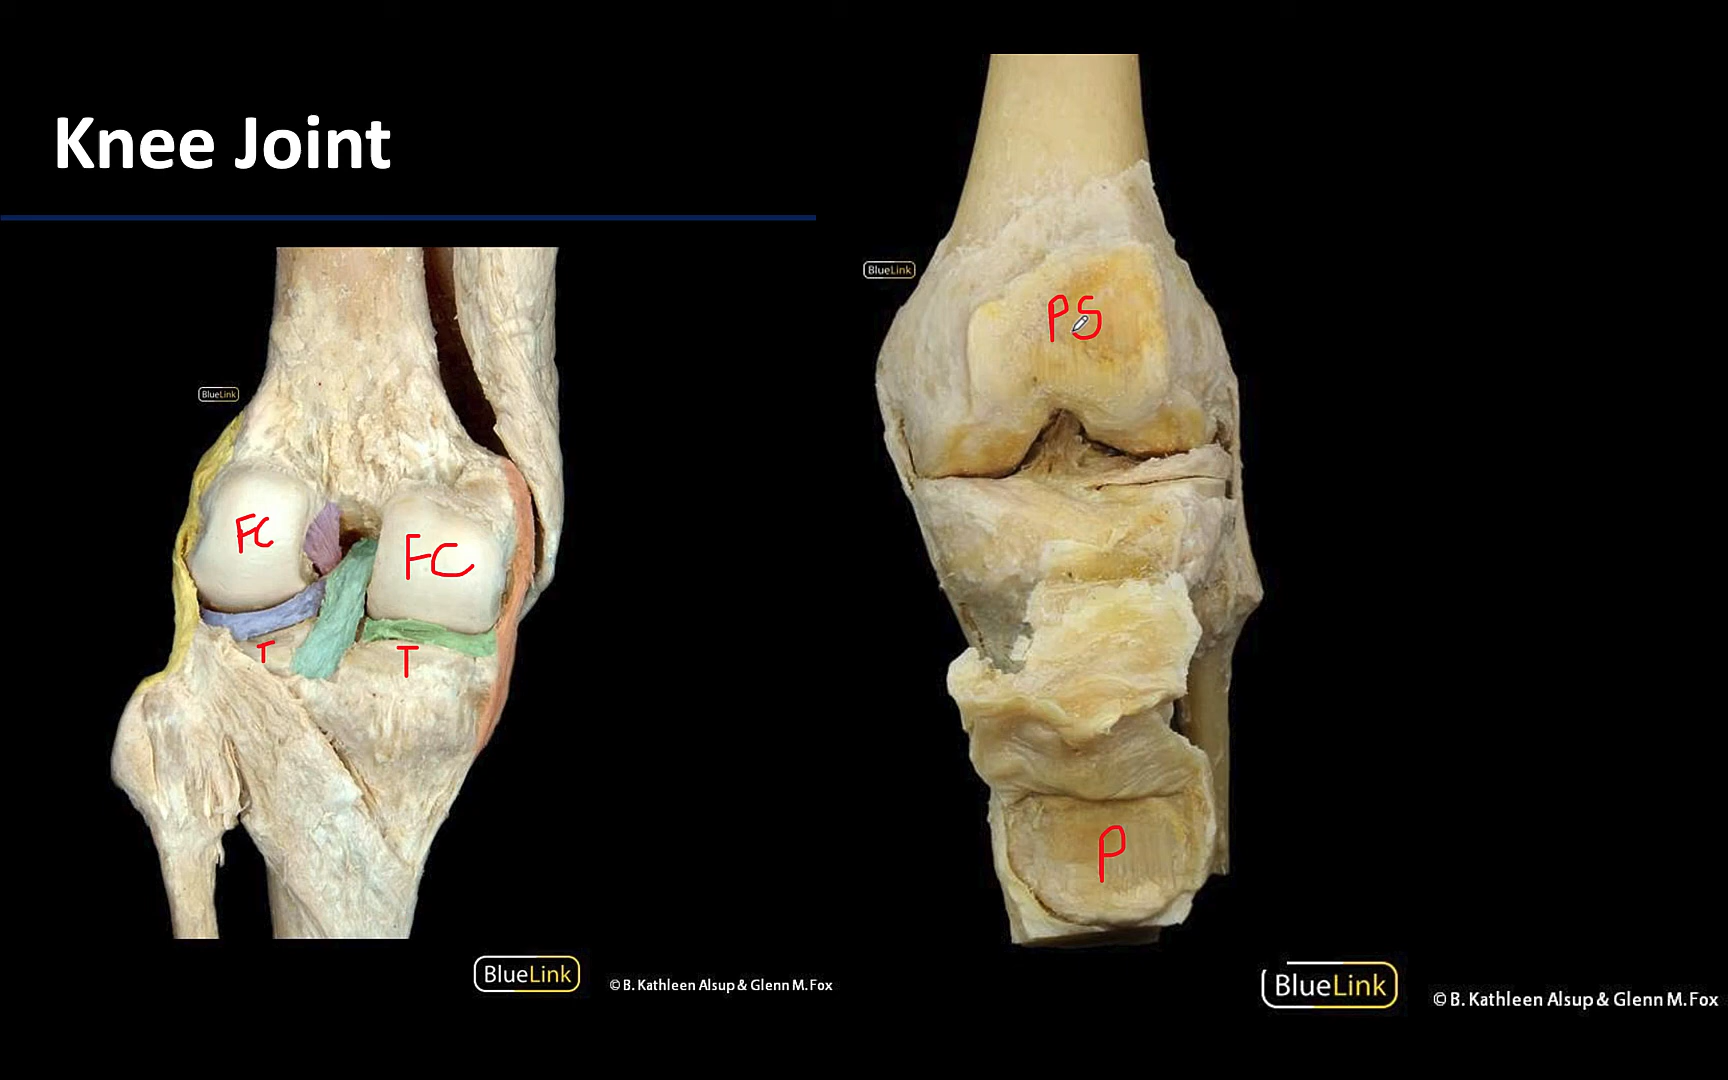 Knee Joint
BlueLink
FC
FC
T
T
BlueLink
© B. Kathleen Alsup & Glenn M. Fox
BlueLink
PS
P
BlueLink
© B. Kathleen Alsup & Glenn M. Fox